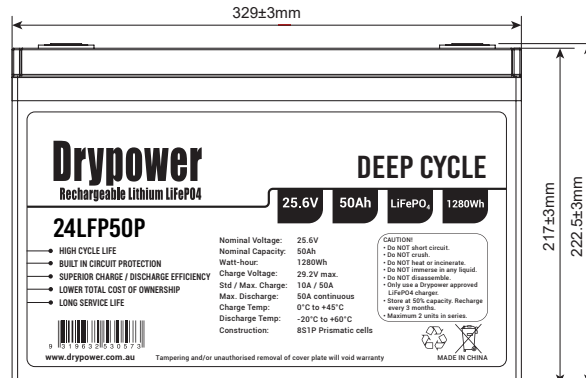 329±3mm
Drypower
Rechargeable Lithium LiFePO4
DEEP CYCLE
25.6V
50Ah
LiFePO4
1280Wh
24LFP50P
HIGH CYCLE LIFE
BUILT IN CIRCUIT PROTECTION
SUPERIOR CHARGE / DISCHARGE EFFICIENCY
LOWER TOTAL COST OF OWNERSHIP
LONG SERVICE LIFE
Nominal Voltage: 25.6V
Nominal Capacity: 50Ah
Watt-hour: 1280Wh
Charge Voltage: 29.2V max.
Std / Max. Charge: 10A / 50A
Max. Discharge: 50A continuous
Charge Temp: 0°C to +45°C
Discharge Temp: -20°C to +60°C
Construction: 8S1P Prismatic cells
CAUTION!
• Do NOT short circuit.
• Do NOT crush.
• Do NOT heat or incinerate.
• Do NOT immerse in any liquid.
• Do NOT disassemble.
• Only use a Drypower approved
LiFePO4 charger.
• Store at 50% capacity. Recharge
every 3 months.
• Maximum 2 units in series.
9 319632 530573
www.drypower.com.au
Tampering and/or unauthorised removal of cover plate will void warranty
MADE IN CHINA
217±3mm
222.5±3mm